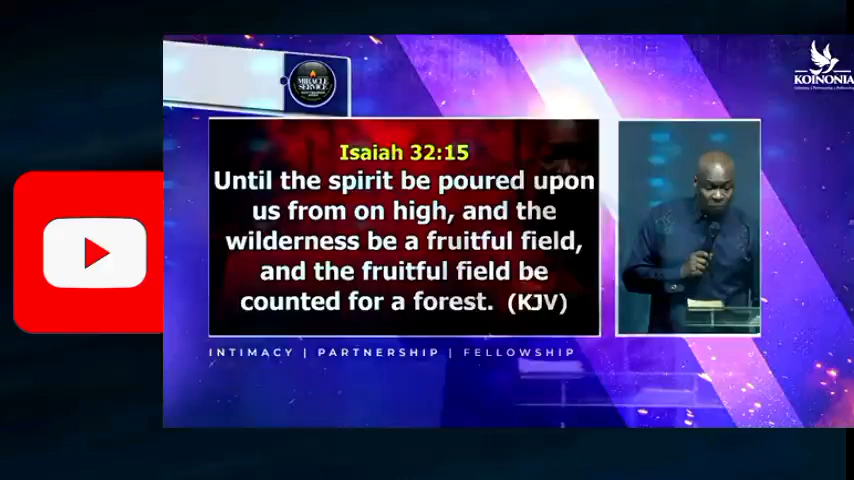 MIRACLE
SERVICE
KOINONIA
Isaiah 32:15
Until the spirit be poured upon
us from on high, and the
wilderness be a fruitful field,
and the fruitful field be
counted for a forest. (KJV)
INTIMACY | PARTNERSHIP | FELLOWSHIP